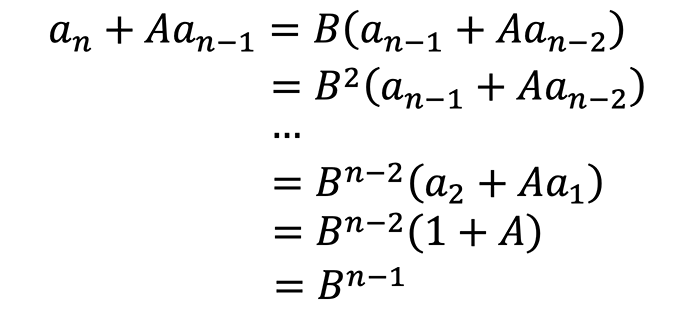 aₙ + Aaₙ₋₁ = B(aₙ₋₁ + Aaₙ₋₂)
= B²(aₙ₋₁ + Aaₙ₋₂)
...
= Bⁿ⁻²(a₂ + Aa₁)
= Bⁿ⁻²(1 + A)
= Bⁿ⁻¹